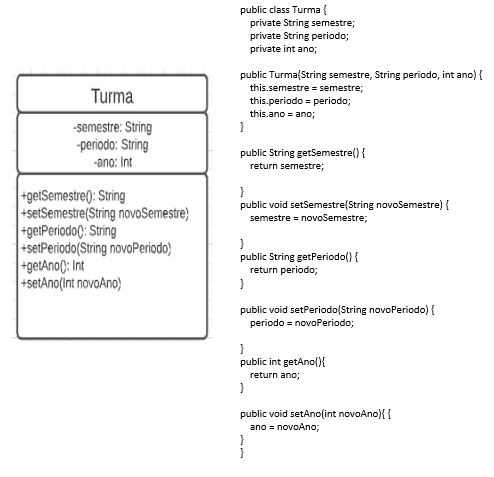 Turma
-semestre: String
-periodo: String
-ano: Int
+getSemestre(): String
+setSemestre(String novoSemestre)
+getPeriodo(): String
+setPeriodo(String novoPeriodo)
+getAno(): Int
+setAno(Int novoAno)
public class Turma {
private String semestre;
private String periodo;
private int ano;
public Turma(String semestre, String periodo, int ano) {
this.semestre = semestre;
this.periodo = periodo;
this.ano = ano;
}
public String getSemestre() {
return semestre;
}
public void setSemestre(String novoSemestre) {
semestre = novoSemestre;
}
public String getPeriodo() {
return periodo;
}
public void setPeriodo(String novoPeriodo) {
periodo = novoPeriodo;
}
public int getAno(){
return ano;
}
public void setAno(int novoAno){ {
ano = novoAno;
}
}